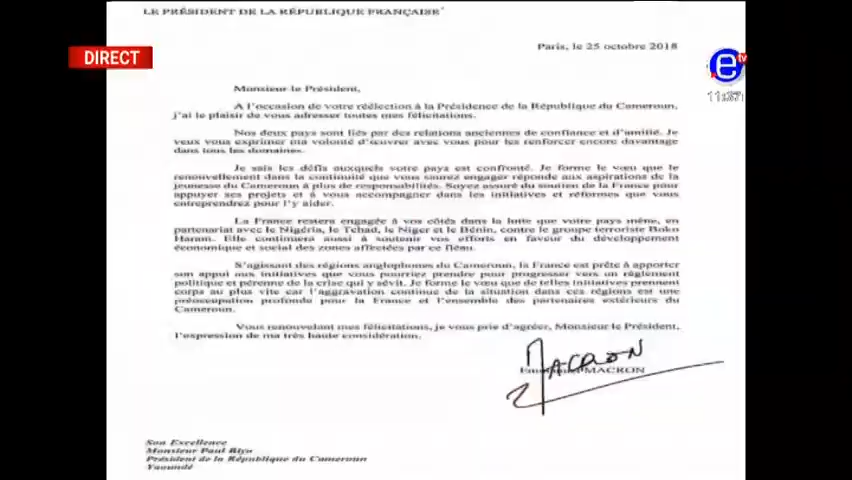 LE PRÉSIDENT DE LA RÉPUBLIQUE FRANÇAISE
DIRECT
e tv
11:37
Paris, le 25 octobre 2018
Monsieur le Président,
A l'occasion de votre réélection à la Présidence de la République du Cameroun,
j'ai le plaisir de vous adresser toutes mes félicitations.
Nos deux pays sont liés par des relations anciennes de confiance et d'amitié. Je
veux vous exprimer ma volonté d'œuvrer avec vous pour les renforcer encore davantage
dans tous les domaines.
Je sais les défis auxquels votre pays est confronté. Je forme le vœu que le
renouvellement dans la continuité que vous saurez engager réponde aux aspirations de la
jeunesse du Cameroun à plus de responsabilités. Soyez assuré du soutien de la France pour
appuyer ses projets et à vous accompagner dans les initiatives et réformes que vous
entreprendrez pour l'y aider.
La France restera engagée à vos côtés dans la lutte que votre pays mène, en
partenariat avec le Nigéria, le Tchad, le Niger et le Bénin, contre le groupe terroriste Boko
Haram. Elle continuera aussi à soutenir vos efforts en faveur du développement
économique et social des zones affectées par ce fléau.
S'agissant des régions anglophones du Cameroun, la France est prête à apporter
son appui aux initiatives que vous pourriez prendre pour progresser vers un règlement
politique et pérenne de la crise qui y sévit. Je forme le vœu que de telles initiatives prennent
corps au plus vite car l'aggravation continue de la situation dans ces régions est une
préoccupation profonde pour la France et l'ensemble des partenaires extérieurs du
Cameroun.
Vous renouvelant mes félicitations, je vous prie d'agréer, Monsieur le Président,
l'expression de ma très haute considération.
MACRON
Emmanuel MACRON
Son Excellence
Monsieur Paul Biya
Président de la République du Cameroun
Yaoundé